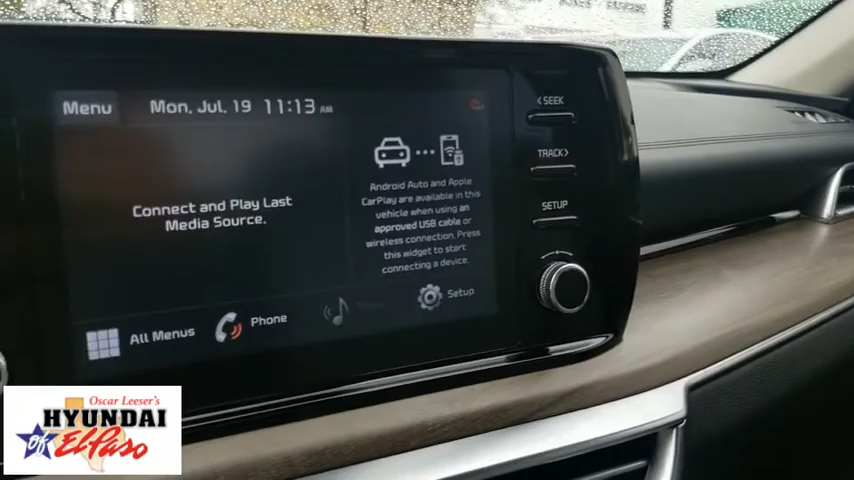 Menu
Mon, Jul 19 11:13 AM
Connect and Play Last
Media Source.
Android Auto and Apple
CarPlay are available in this
vehicle when using an
approved USB cable or
wireless connection. Press
this widget to start
connecting a device.
All Menus
Phone
Setup
<SEEK
TRACK>
SETUP
Oscar Leeser's
HYUNDAI
OF El Paso